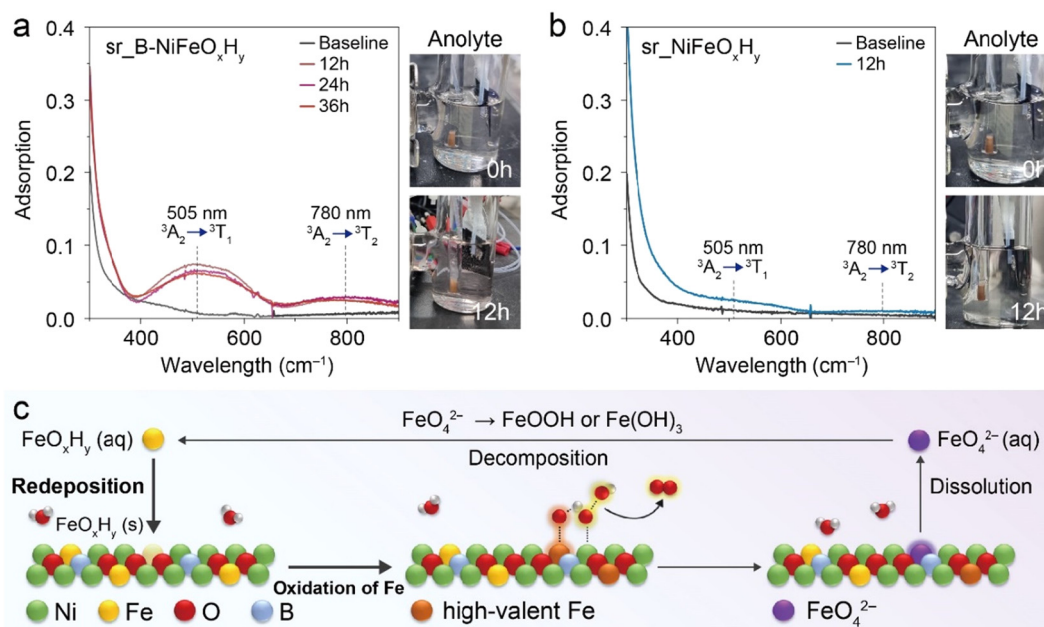 a
sr_B-NiFeOxHy
Baseline
12h
24h
36h
505 nm
³A₂ → ³T₁
780 nm
³A₂ → ³T₂
0.4
0.3
0.2
0.1
0.0
Adsorption
400 600 800
Wavelength (cm⁻¹)
Anolyte
0h
12h
b
sr_NiFeOxHy
Baseline
12h
505 nm
³A₂ → ³T₁
780 nm
³A₂ → ³T₂
0.4
0.3
0.2
0.1
0.0
Adsorption
400 600 800
Wavelength (cm⁻¹)
Anolyte
0h
12h
c
FeO₄²⁻ → FeOOH or Fe(OH)₃
FeOxHy (aq)
Decomposition
FeO₄²⁻ (aq)
Redeposition
Dissolution
FeOxHy (s)
Oxidation of Fe
Ni Fe O B high-valent Fe FeO₄²⁻